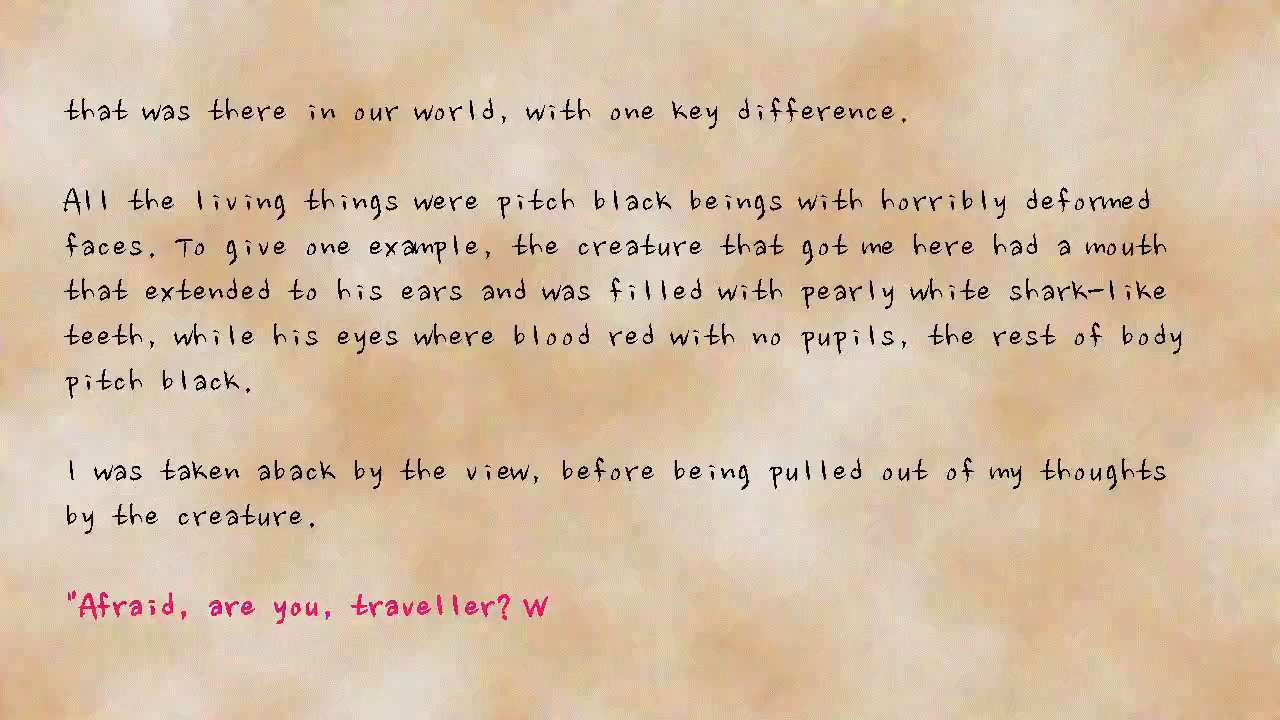 that was there in our world, with one key difference.
All the living things were pitch black beings with horribly deformed
faces. To give one example, the creature that got me here had a mouth
that extended to his ears and was filled with pearly white shark-like
teeth, while his eyes where blood red with no pupils, the rest of body
pitch black.
I was taken aback by the view, before being pulled out of my thoughts
by the creature.
"Afraid, are you, traveller? W